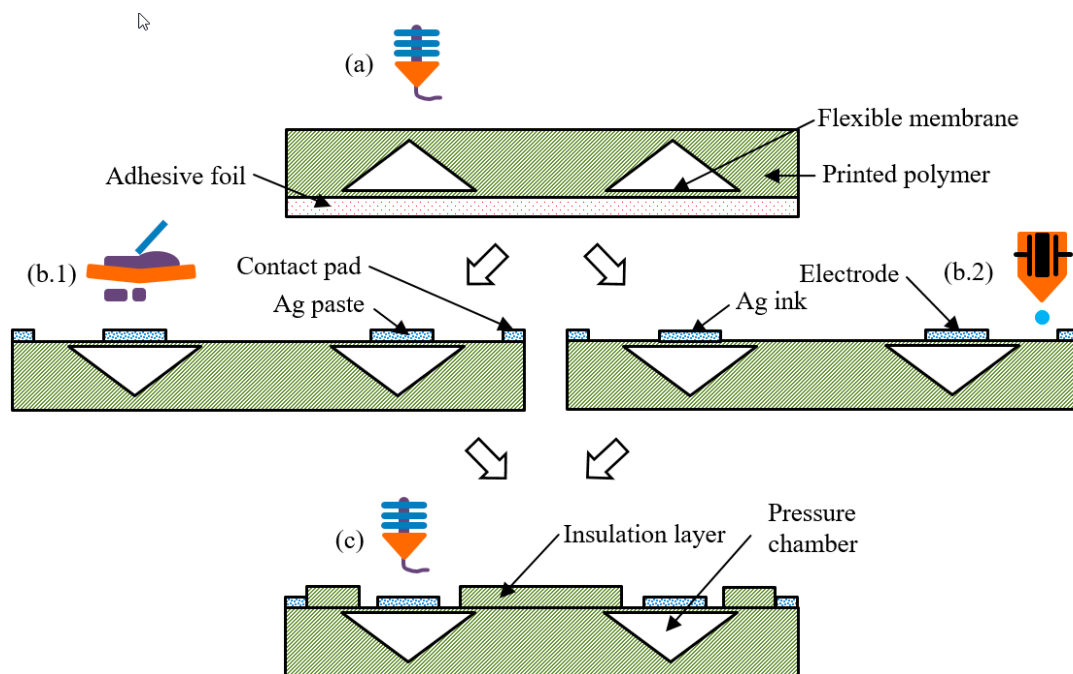 (a)
Flexible membrane
Adhesive foil
Printed polymer
(b.1)
Contact pad
Ag paste
Electrode
(b.2)
Ag ink
(c)
Insulation layer
Pressure
chamber